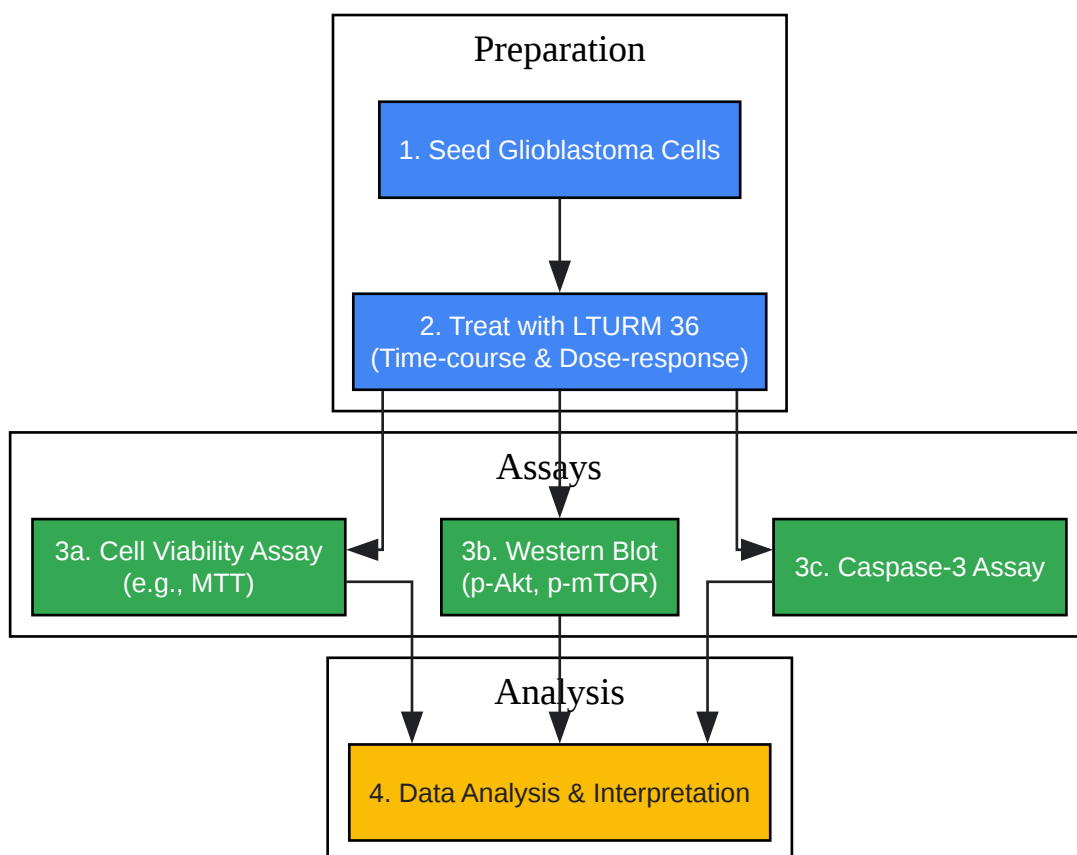 Preparation
1. Seed Glioblastoma Cells
2. Treat with LTURM 36
(Time-course & Dose-response)
Assays
3a. Cell Viability Assay
(e.g., MTT)
3b. Western Blot
(p-Akt, p-mTOR)
3c. Caspase-3 Assay
Analysis
4. Data Analysis & Interpretation